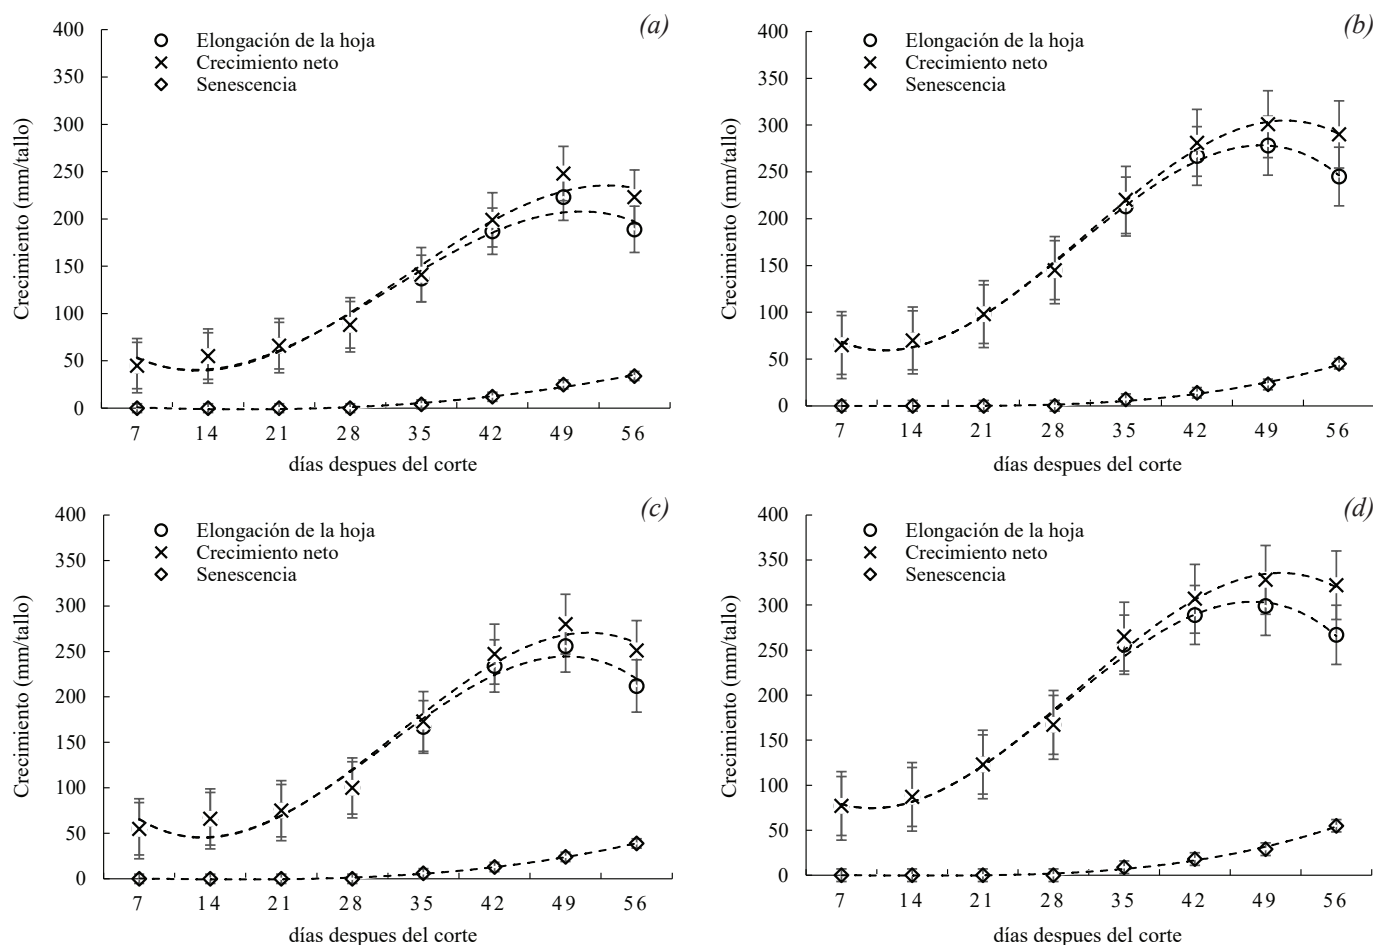 (a)
Elongación de la hoja
Crecimiento neto
Senescencia
Crecimiento (mm/tallo)
400
350
300
250
200
150
100
50
0
7 14 21 28 35 42 49 56
días despues del corte
(b)
Elongación de la hoja
Crecimiento neto
Senescencia
Crecimiento (mm/tallo)
400
350
300
250
200
150
100
50
0
7 14 21 28 35 42 49 56
días despues del corte
(c)
Elongación de la hoja
Crecimiento neto
Senescencia
Crecimiento (mm/tallo)
400
350
300
250
200
150
100
50
0
7 14 21 28 35 42 49 56
días despues del corte
(d)
Elongación de la hoja
Crecimiento neto
Senescencia
Crecimiento (mm/tallo)
400
350
300
250
200
150
100
50
0
7 14 21 28 35 42 49 56
días despues del corte